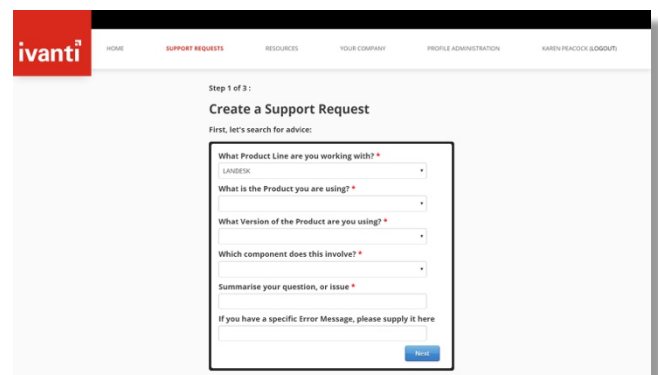 ivanti
HOME SUPPORT REQUESTS RESOURCES YOUR COMPANY PROFILE ADMINISTRATION KAREN PEACOCK (LOGOUT)
Step 1 of 3 :
Create a Support Request
First, let's search for advice:
What Product Line are you working with? *
LANDESK
What is the Product you are using? *
What Version of the Product are you using? *
Which component does this involve? *
Summarise your question, or issue *
If you have a specific Error Message, please supply it here
Next